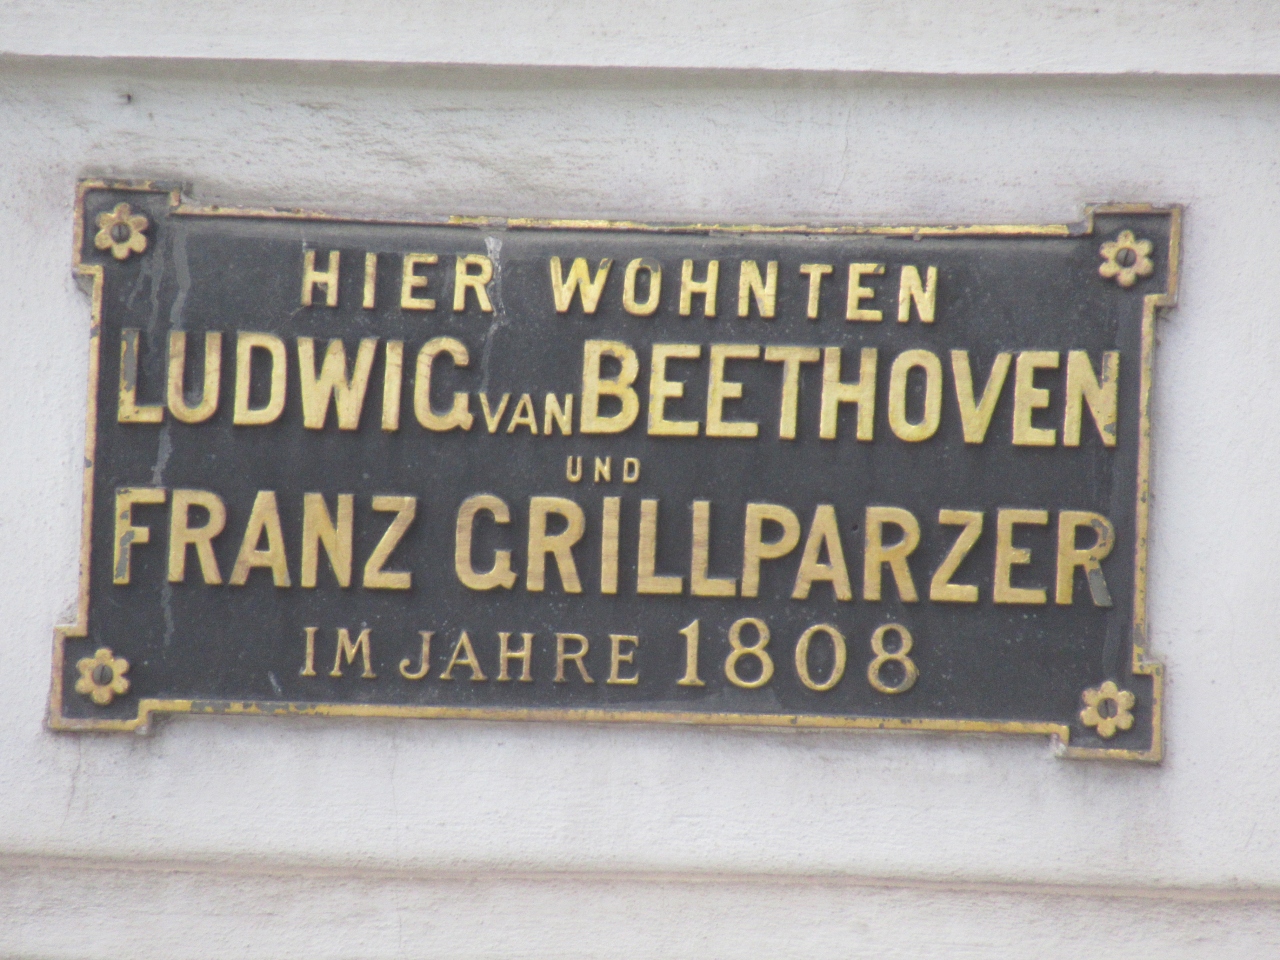 HIER WOHNTEN
LUDWIG VAN BEETHOVEN
UND
FRANZ GRILLPARZER
IM JAHRE 1808